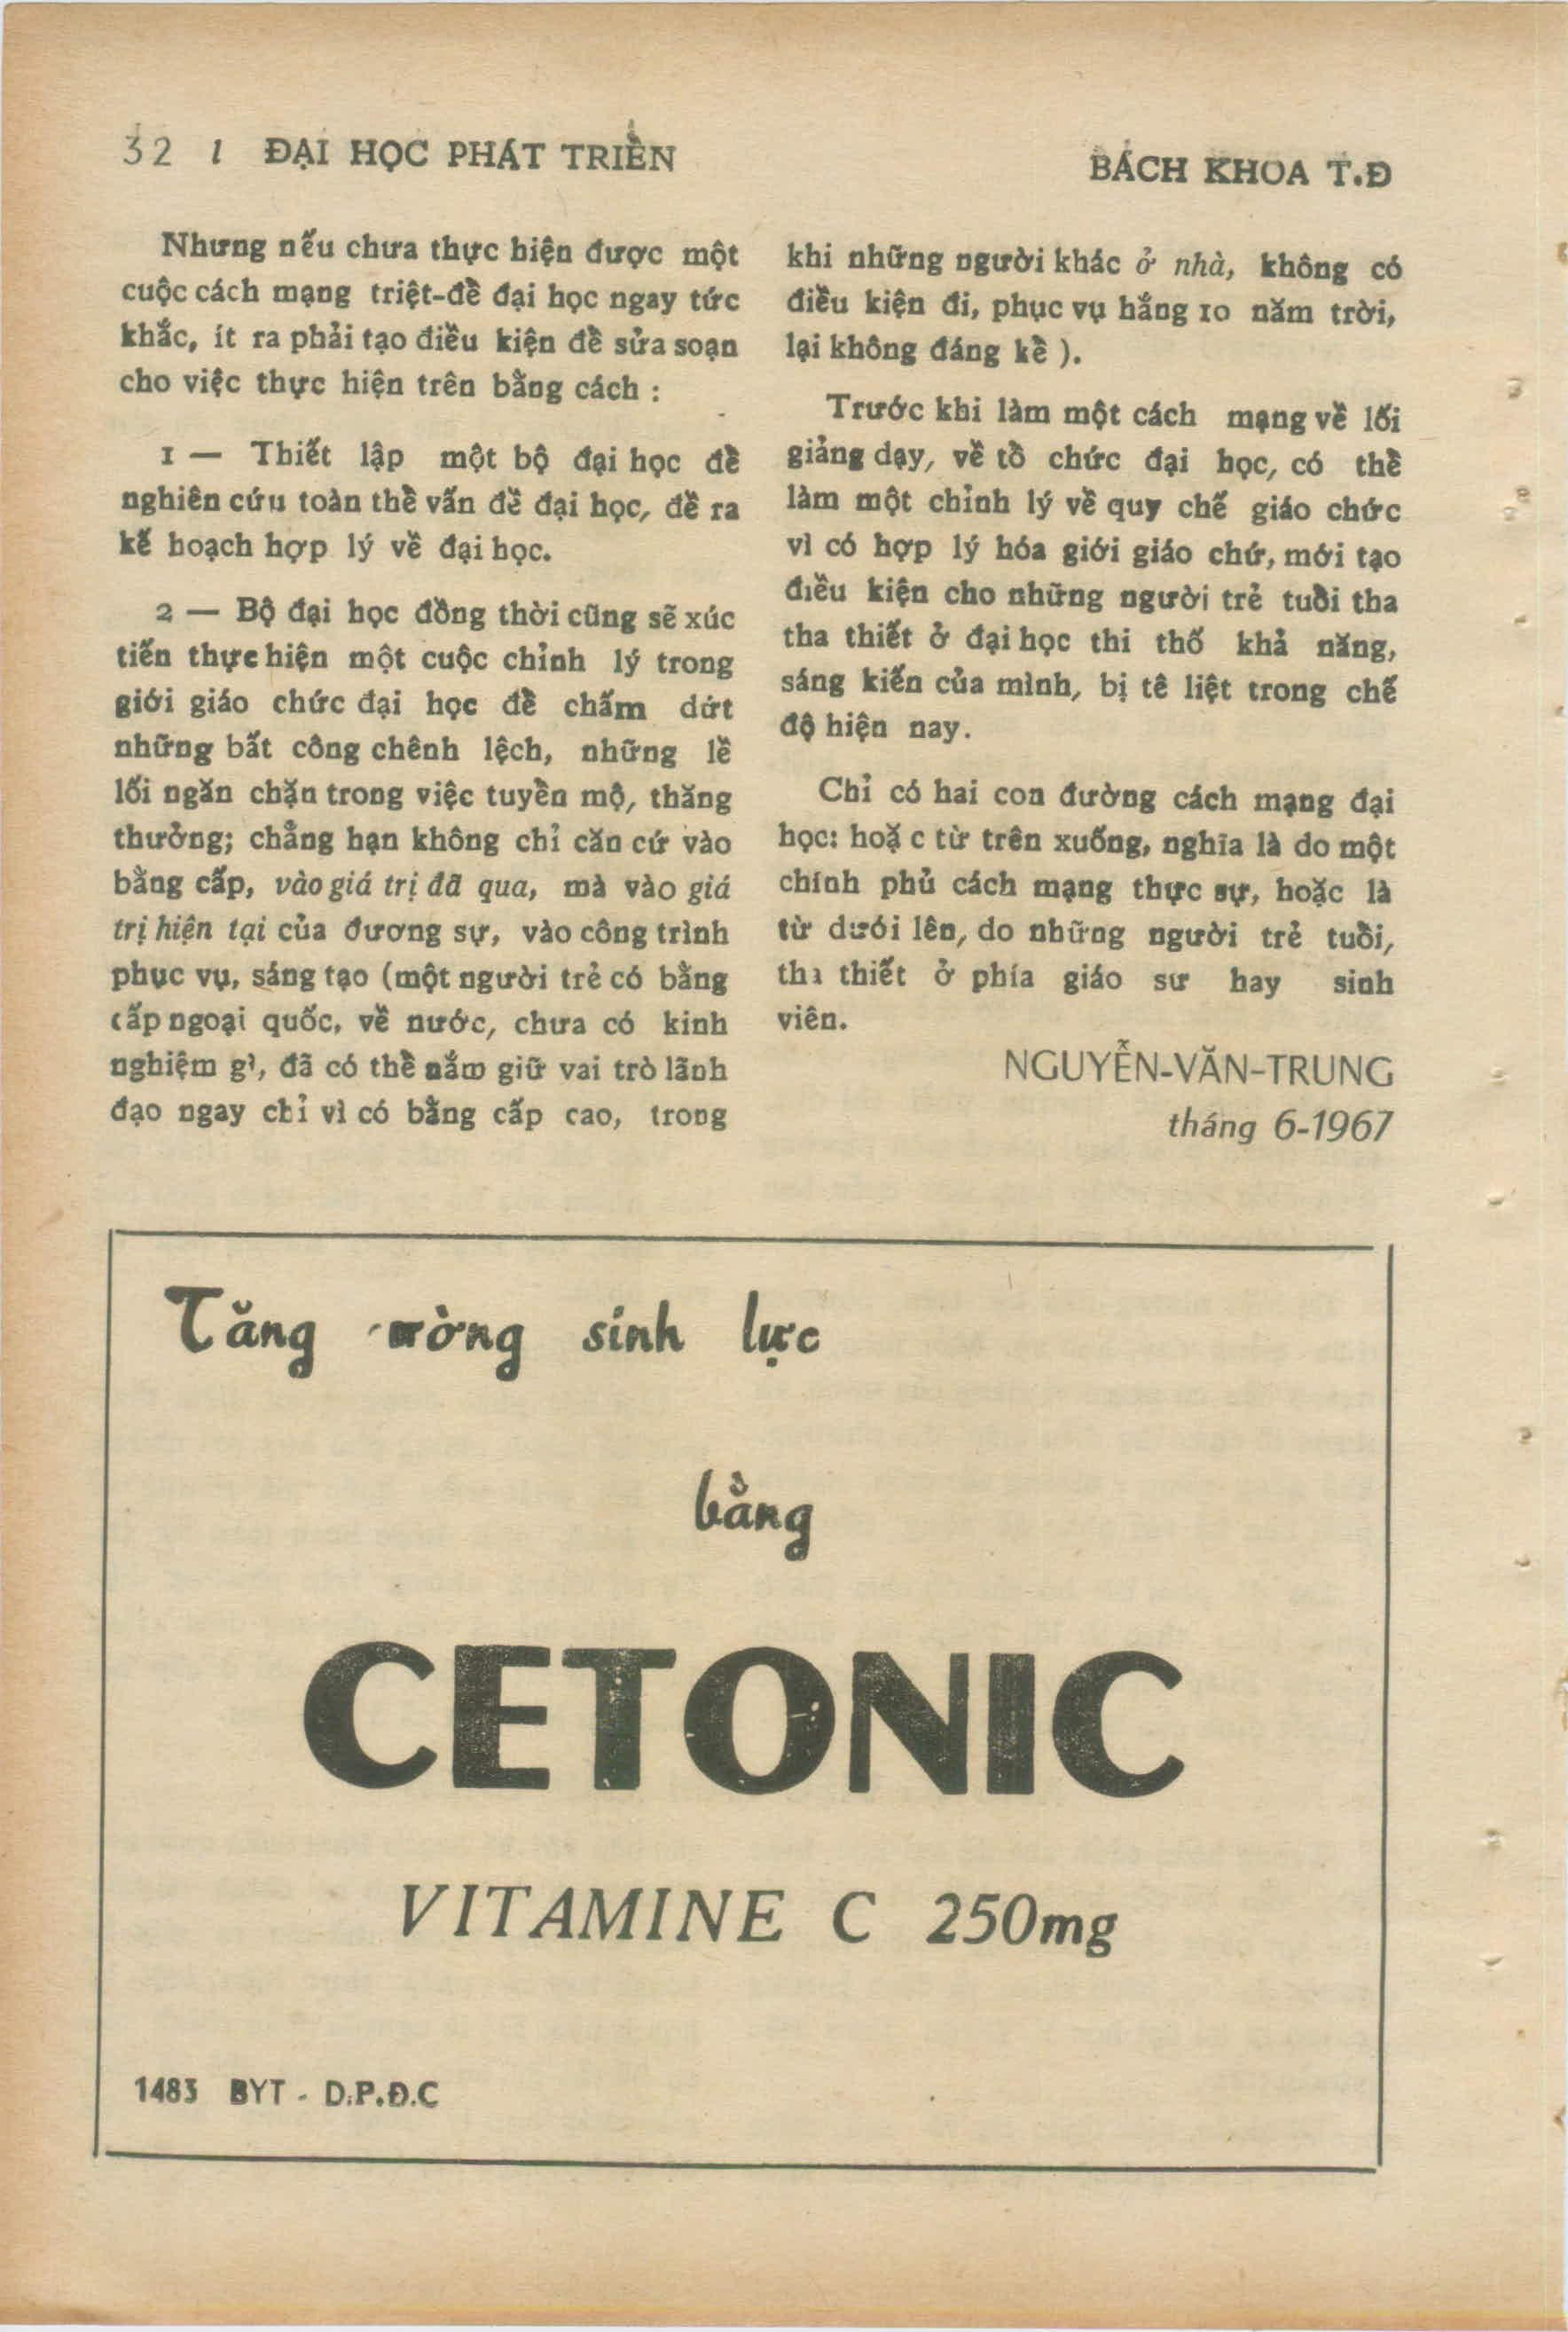 32 / ĐẠI HỌC PHÁT TRIỂN
BÁCH KHOA T.Đ
Nhưng nếu chưa thực hiện được một
cuộc cách mạng triệt-để đại học ngay tức
khắc, ít ra phải tạo điều kiện để sửa soạn
cho việc thực hiện trên bằng cách :
1 — Thiết lập một bộ đại học để
nghiên cứu toàn thể vấn đề đại học, đề ra
kế hoạch hợp lý về đại học.
2 — Bộ đại học đồng thời cũng sẽ xúc
tiến thực hiện một cuộc chỉnh lý trong
giới giáo chức đại học để chấm dứt
những bất công chênh lệch, những lề
lối ngăn chặn trong việc tuyển mộ, thăng
thưởng; chẳng hạn không chỉ căn cứ vào
bằng cấp, vào giá trị đã qua, mà vào giá
trị hiện tại của đương sự, vào công trình
phục vụ, sáng tạo (một người trẻ có bằng
cấp ngoại quốc, về nước, chưa có kinh
nghiệm gì, đã có thể nắm giữ vai trò lãnh
đạo ngay chỉ vì có bằng cấp cao, trong
khi những người khác ở nhà, không có
điều kiện đi, phục vụ hằng 10 năm trời,
lại không đáng kể ).
Trước khi làm một cách mạng về lối
giảng dạy, về tổ chức đại học, có thể
làm một chỉnh lý về quy chế giáo chức
vì có hợp lý hóa giới giáo chứ, mới tạo
điều kiện cho những người trẻ tuổi tha
tha thiết ở đại học thi thố khả năng,
sáng kiến của mình, bị tê liệt trong chế
độ hiện nay.
Chỉ có hai con đường cách mạng đại
học: hoặ c từ trên xuống, nghĩa là do một
chính phủ cách mạng thực sự, hoặc là
từ dưới lên, do những người trẻ tuổi,
tha thiết ở phía giáo sư hay sinh
viên.
NGUYỄN-VĂN-TRUNG
tháng 6-1967
Tăng cường sinh lực
bằng
CETONIC
VITAMINE C 250mg
1483 BYT - D.P.Đ.C